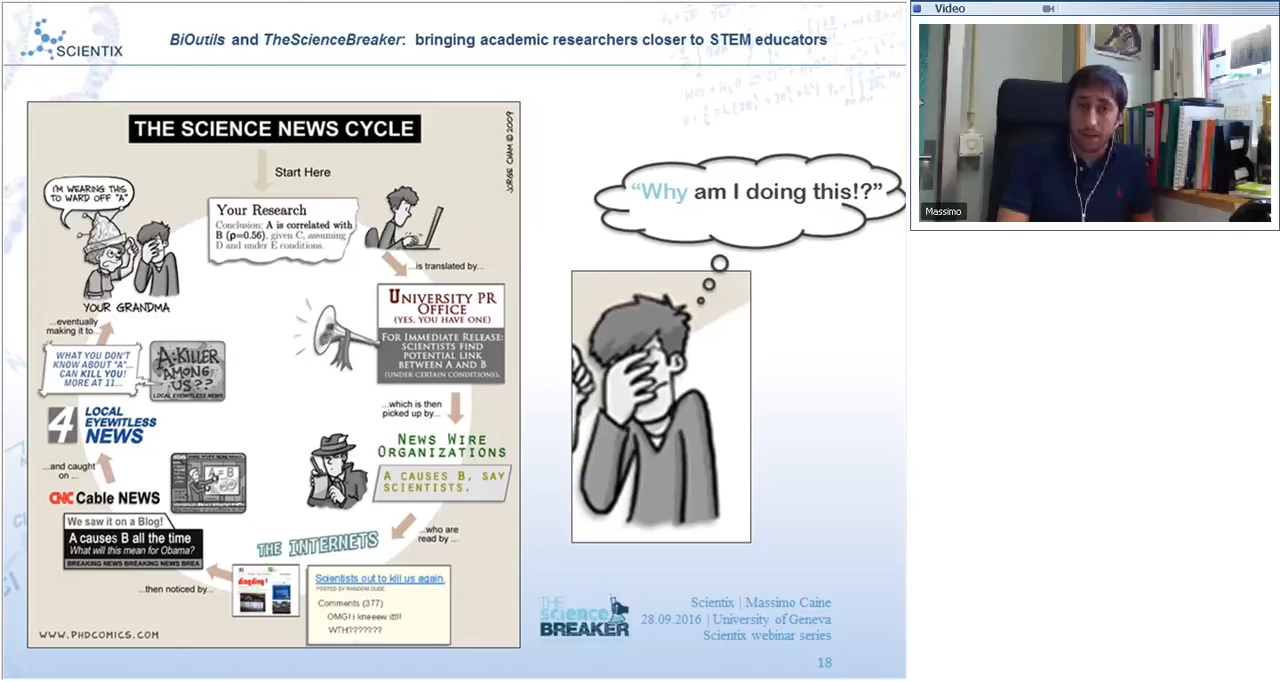 SCIENTIX
BiOutils and TheScienceBreaker: bringing academic researchers closer to STEM educators
Video
Massimo
THE SCIENCE NEWS CYCLE
JORGE CHAM © 2009
Start Here
I'M WEARING THIS
TO WARD OFF "A"
YOUR GRANDMA
Your Research
Conclusion: A is correlated with
B (ρ=0.56), given C, assuming
D and under E conditions.
...is translated by...
UNIVERSITY PR
OFFICE
(YES, YOU HAVE ONE)
FOR IMMEDIATE RELEASE:
SCIENTISTS FIND
POTENTIAL LINK
BETWEEN A AND B
(UNDER CERTAIN CONDITIONS).
...which is then
picked up by...
NEWS WIRE
ORGANIZATIONS
A CAUSES B, SAY
SCIENTISTS.
...who are
read by ...
THE INTERNETS
Scientists out to kill us again.
POSTED BY RANDOM DUDE
Comments (377)
OMG! i kneeew it!!!
WTH???????
...then noticed by...
We saw it on a Blog!
A causes B all the time
What will this mean for Obama?
BREAKING NEWS BREAKING NEWS BREA
CNC Cable NEWS
...and caught
on ...
4 LOCAL
EYEWITLESS
NEWS
WHAT YOU DON'T
KNOW ABOUT "A"...
CAN KILL YOU!
MORE AT 11...
A:KILLER
AMONG
US??
LOCAL EYEWITLESS NEWS
...eventually
making it to...
WWW.PHDCOMICS.COM
"Why am I doing this!?"
THE
science
BREAKER
Scientix | Massimo Caine
28.09.2016 | University of Geneva
Scientix webinar series
18